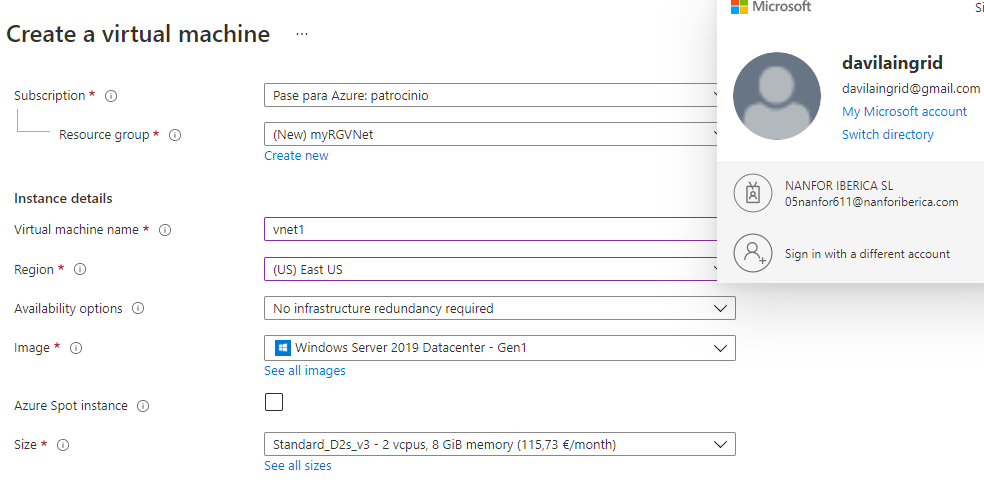 Microsoft
Si
Create a virtual machine ...
davilaingrid
davilaingrid@gmail.com
My Microsoft account
Switch directory
NANFOR IBERICA SL
05nanfor611@nanforiberica.com
Sign in with a different account
Subscription *
Pase para Azure: patrocinio
Resource group *
(New) myRGVNet
Create new
Instance details
Virtual machine name *
vnet1
Region *
(US) East US
Availability options
No infrastructure redundancy required
Image *
Windows Server 2019 Datacenter - Gen1
See all images
Azure Spot instance
Size *
Standard_D2s_v3 - 2 vcpus, 8 GiB memory (115,73 €/month)
See all sizes